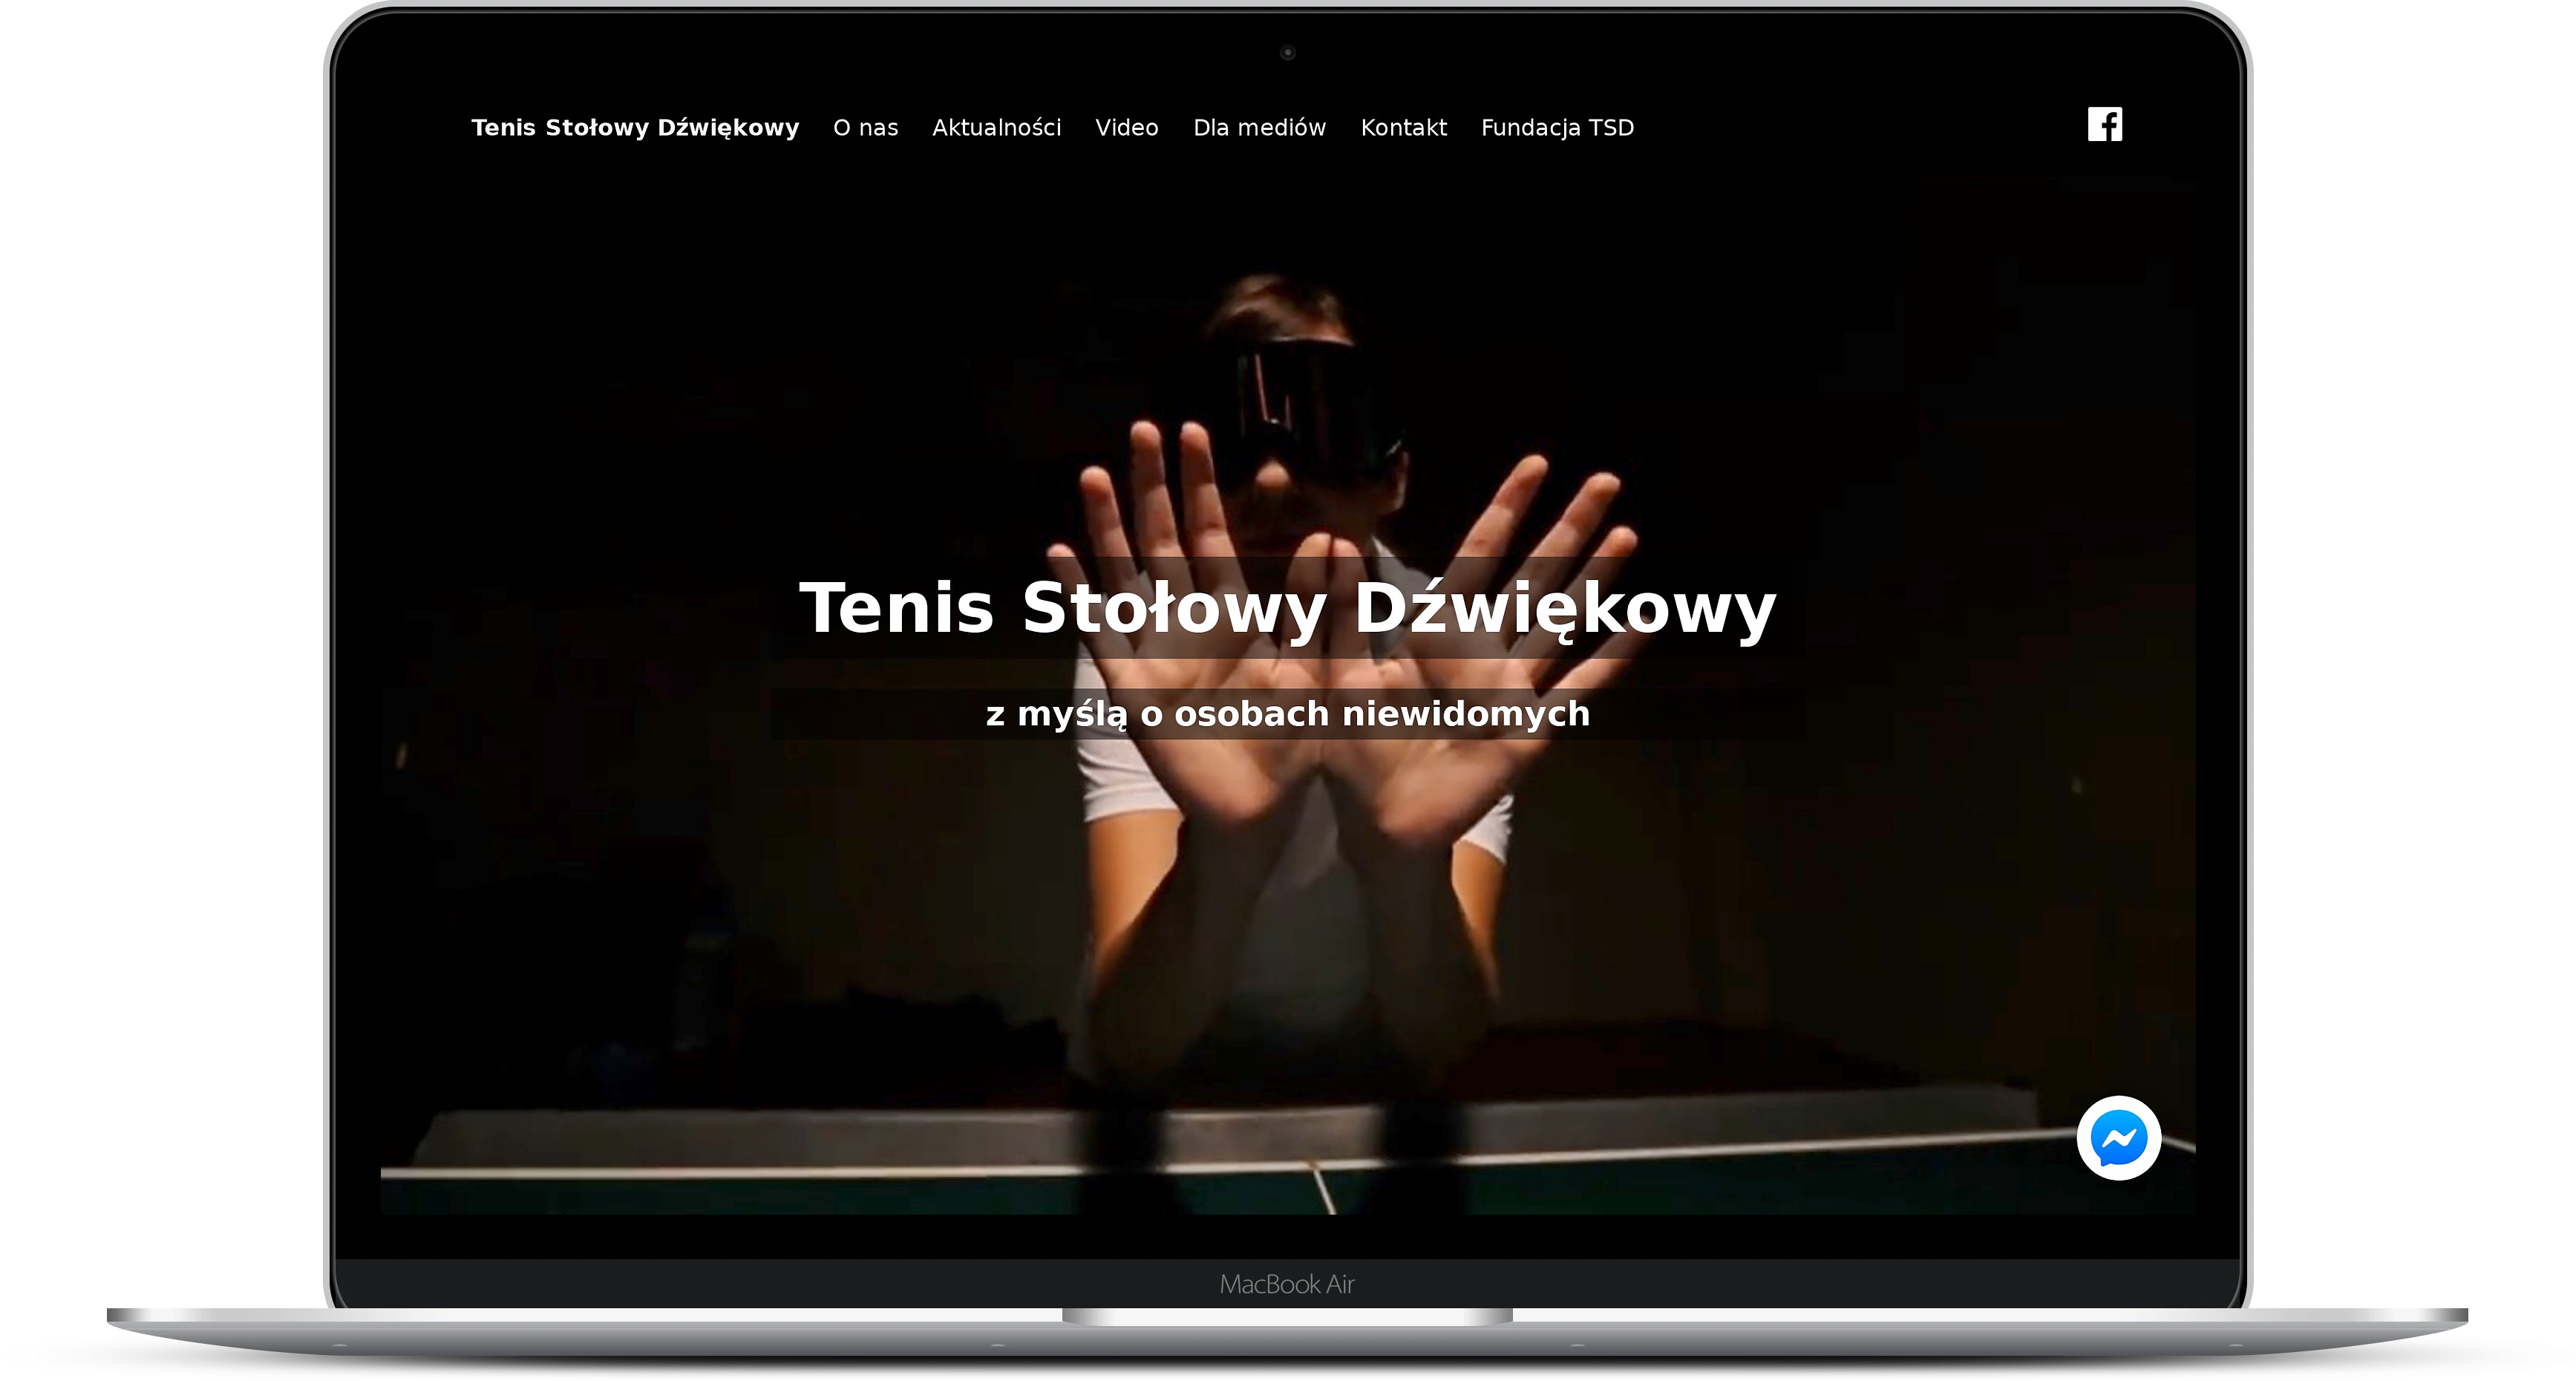 Tenis Stołowy Dźwiękowy O nas Aktualności Video Dla mediów Kontakt Fundacja TSD
Tenis Stołowy Dźwiękowy
z myślą o osobach niewidomych
MacBook Air